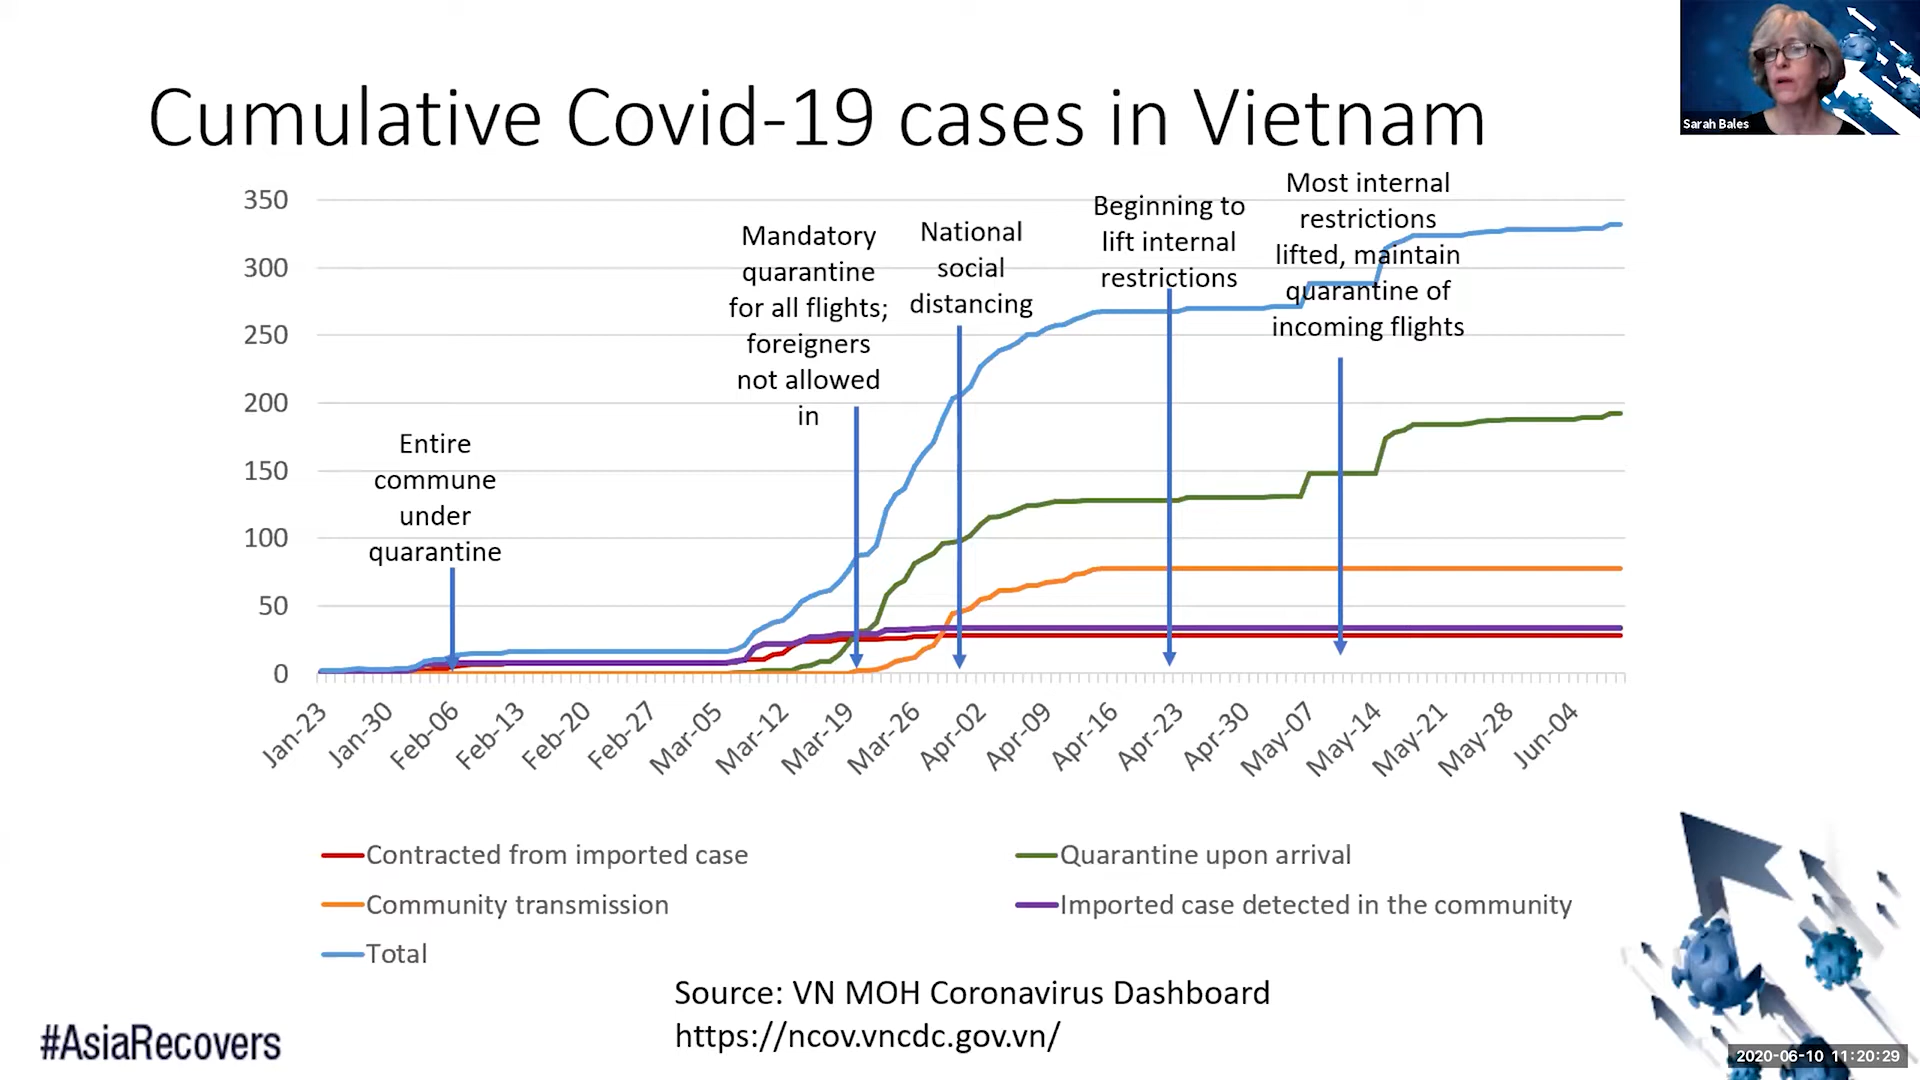 Sarah Bales
Cumulative Covid-19 cases in Vietnam
350
300
250
200
150
100
50
0
Entire
commune
under
quarantine
Mandatory
quarantine
for all flights;
foreigners
not allowed
in
National
social
distancing
Beginning to
lift internal
restrictions
Most internal
restrictions
lifted, maintain
quarantine of
incoming flights
Jan-23
Jan-30
Feb-06
Feb-13
Feb-20
Feb-27
Mar-05
Mar-12
Mar-19
Mar-26
Apr-02
Apr-09
Apr-16
Apr-23
Apr-30
May-07
May-14
May-21
May-28
Jun-04
Contracted from imported case
Quarantine upon arrival
Community transmission
Imported case detected in the community
Total
Source: VN MOH Coronavirus Dashboard
https://ncov.vncdc.gov.vn/
#AsiaRecovers
2020-06-10 11:20:29